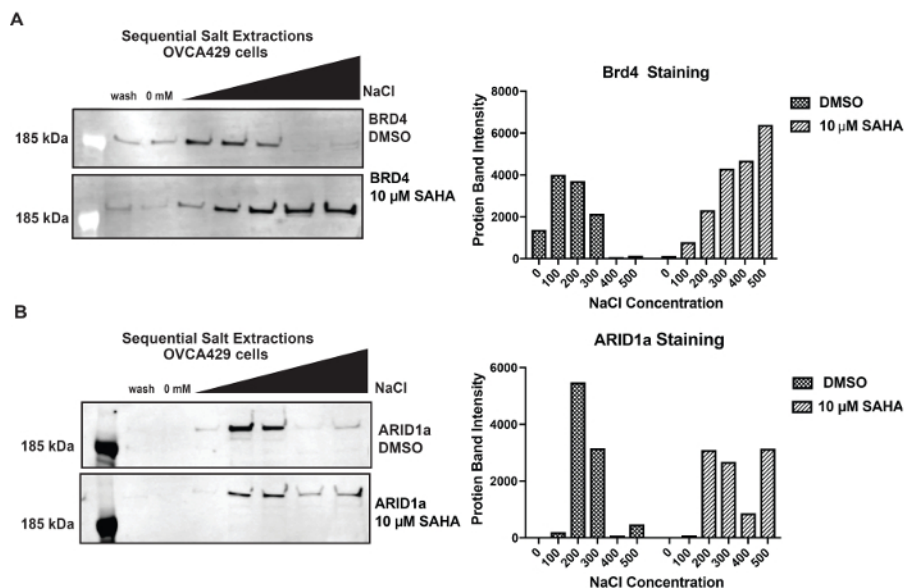 A
Sequential Salt Extractions
OVCA429 cells
wash 0 mM
NaCl
185 kDa
BRD4
DMSO
BRD4
10 µM SAHA
185 kDa
Brd4 Staining
Protien Band Intensity
8000
6000
4000
2000
0
0 100 200 300 400 500 0 100 200 300 400 500
NaCl Concentration
DMSO
10 µM SAHA
B
Sequential Salt Extractions
OVCA429 cells
wash 0 mM
NaCl
185 kDa
ARID1a
DMSO
ARID1a
10 µM SAHA
185 kDa
ARID1a Staining
Protien Band Intensity
6000
4000
2000
0
0 100 200 300 400 500 0 100 200 300 400 500
NaCl Concentration
DMSO
10 µM SAHA